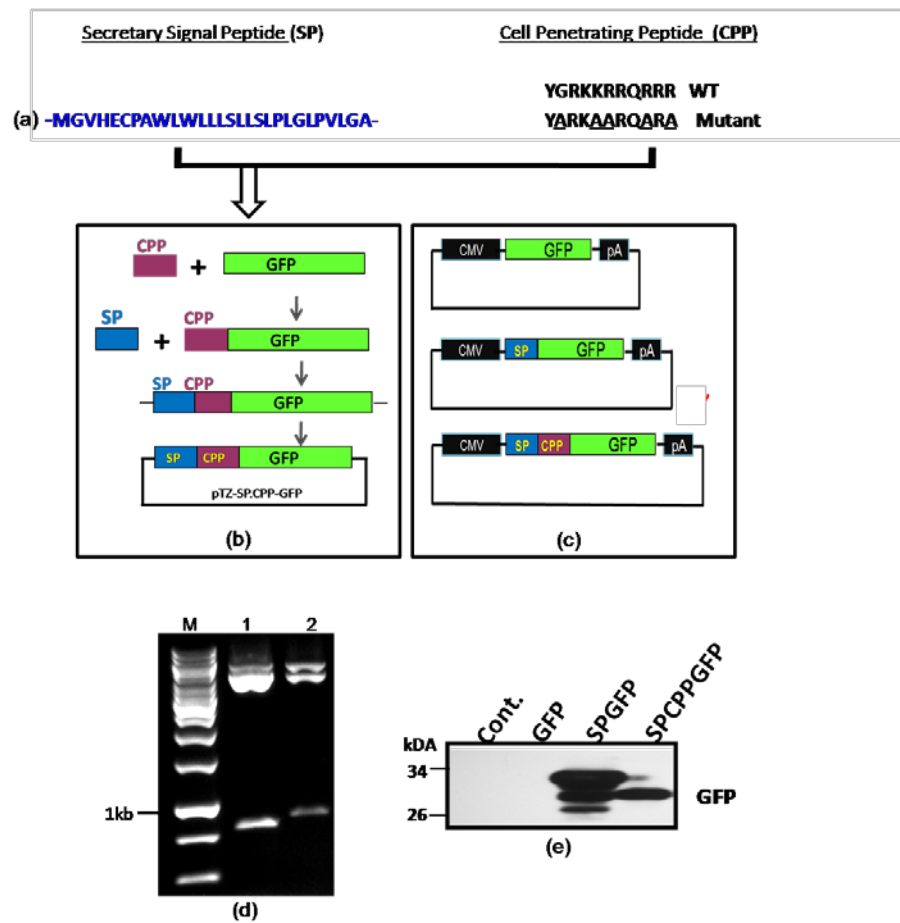 Secretary Signal Peptide (SP)
Cell Penetrating Peptide (CPP)
YGRKKRRQRRR WT
(a) -MGVHECPAWLWLLLSLLSLPLGLPVLGA-
YARKAARQARA Mutant
CPP
+ GFP
SP
CPP
+ GFP
SP CPP
GFP
SP CPP GFP
pTZ-SP.CPP-GFP
(b)
CMV GFP pA
CMV SP GFP pA
CMV SP CPP GFP pA
(c)
M 1 2
1kb
(d)
Cont. GFP SPGFP SPCPPGFP
kDA
34
GFP
26
(e)